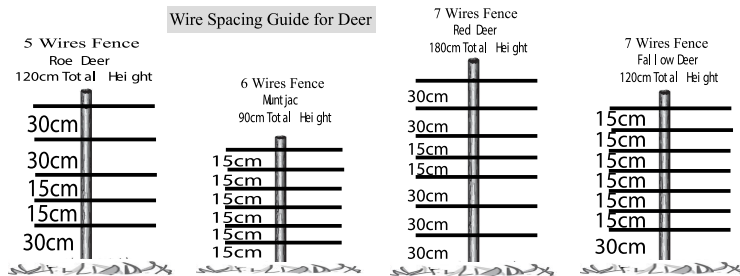 Wire Spacing Guide for Deer
5 Wires Fence
Roe Deer
120cm Total Height
30cm
30cm
15cm
15cm
30cm
6 Wires Fence
Muntjac
90cm Total Height
15cm
15cm
15cm
15cm
15cm
15cm
7 Wires Fence
Red Deer
180cm Total Height
30cm
30cm
15cm
15cm
30cm
30cm
30cm
7 Wires Fence
Fallow Deer
120cm Total Height
15cm
15cm
15cm
15cm
15cm
15cm
30cm